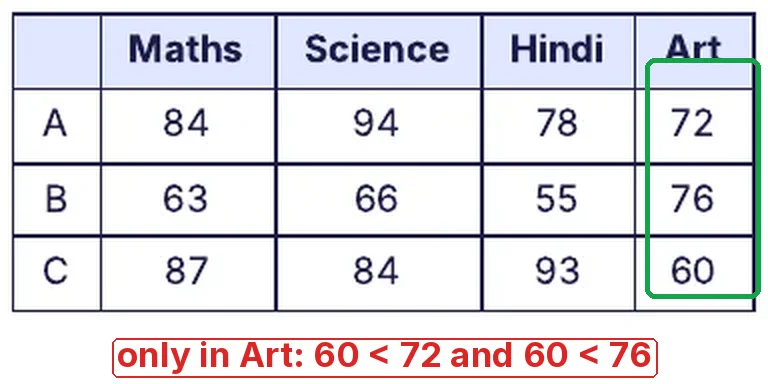 Maths Science Hindi Art
A 84 94 78 72
B 63 66 55 76
C 87 84 93 60
only in Art: 60 < 72 and 60 < 76